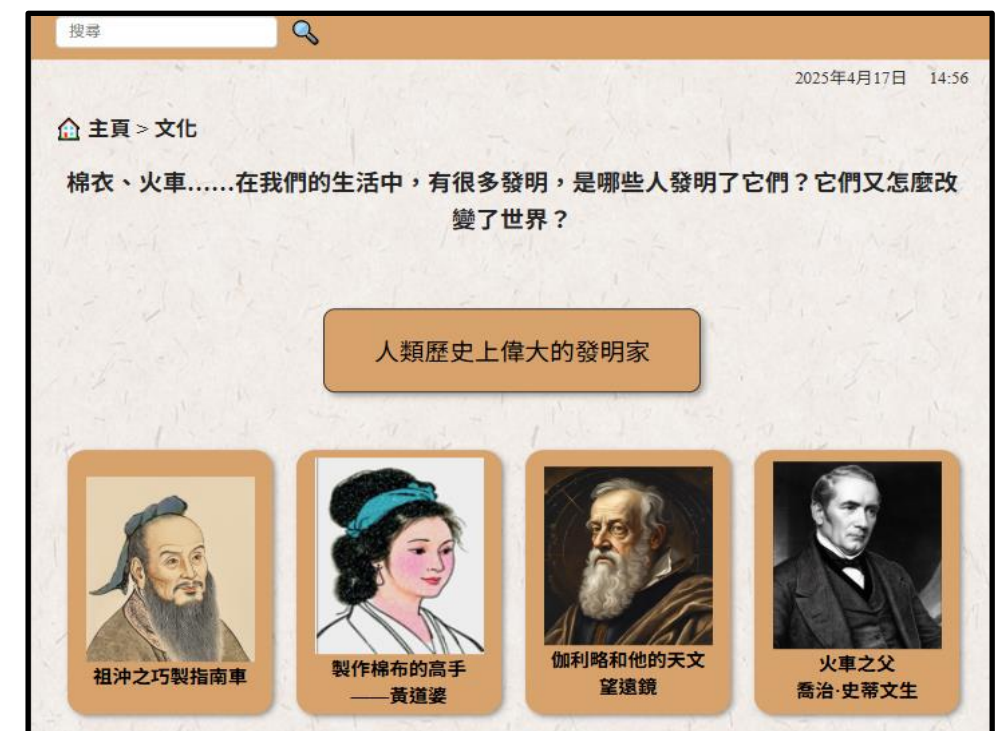 搜尋
2025年4月17日 14:56
主頁 > 文化
棉衣、火車……在我們的生活中，有很多發明，是哪些人發明了它們？它們又怎麼改
變了世界？
人類歷史上偉大的發明家
祖沖之巧製指南車
製作棉布的高手
——黃道婆
伽利略和他的天文
望遠鏡
火車之父
喬治·史蒂文生